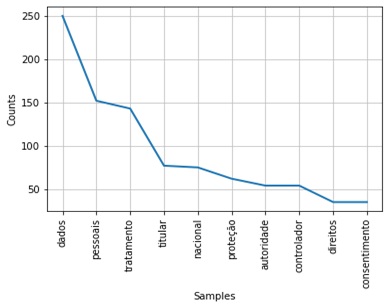 250
200
150
100
50
Counts
dados
pessoais
tratamento
titular
nacional
proteção
autoridade
controlador
direitos
consentimento
Samples